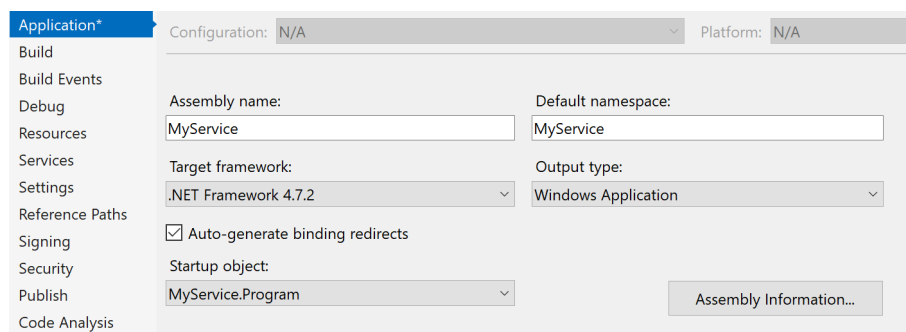 Application*
Build
Build Events
Debug
Resources
Services
Settings
Reference Paths
Signing
Security
Publish
Code Analysis
Configuration: N/A Platform: N/A
Assembly name: Default namespace:
MyService MyService
Target framework: Output type:
.NET Framework 4.7.2 Windows Application
Auto-generate binding redirects
Startup object:
MyService.Program Assembly Information...